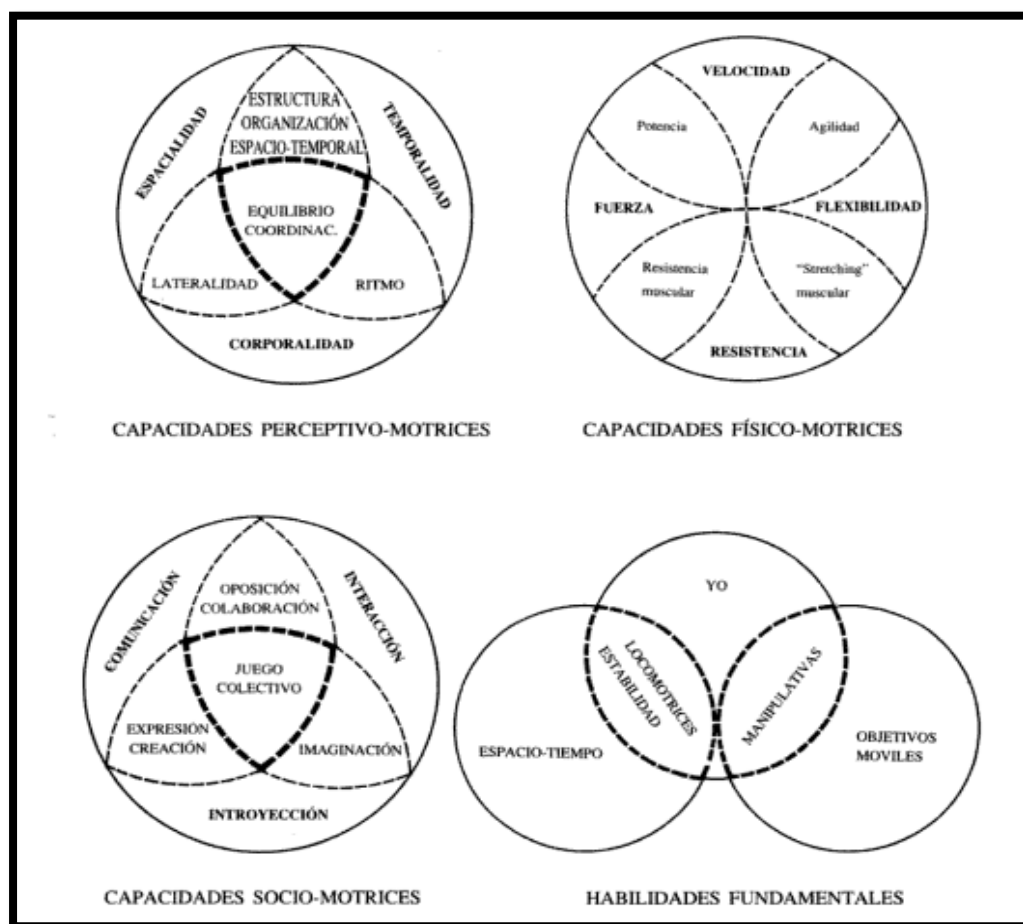 ESPACIALIDAD
ESTRUCTURA
ORGANIZACIÓN
ESPACIO-TEMPORAL
TEMPORALIDAD
EQUILIBRIO
COORDINAC.
LATERALIDAD
RITMO
CORPORALIDAD
CAPACIDADES PERCEPTIVO-MOTRICES
VELOCIDAD
Potencia
Agilidad
FUERZA
FLEXIBILIDAD
Resistencia
muscular
"Stretching"
muscular
RESISTENCIA
CAPACIDADES FÍSICO-MOTRICES
COMUNICACIÓN
OPOSICIÓN
COLABORACIÓN
INTERACCIÓN
JUEGO
COLECTIVO
EXPRESIÓN
CREACIÓN
IMAGINACIÓN
INTROYECCIÓN
CAPACIDADES SOCIO-MOTRICES
YO
LOCOMOTRICES
ESTABILIDAD
MANIPULATIVAS
ESPACIO-TIEMPO
OBJETIVOS
MOVILES
HABILIDADES FUNDAMENTALES